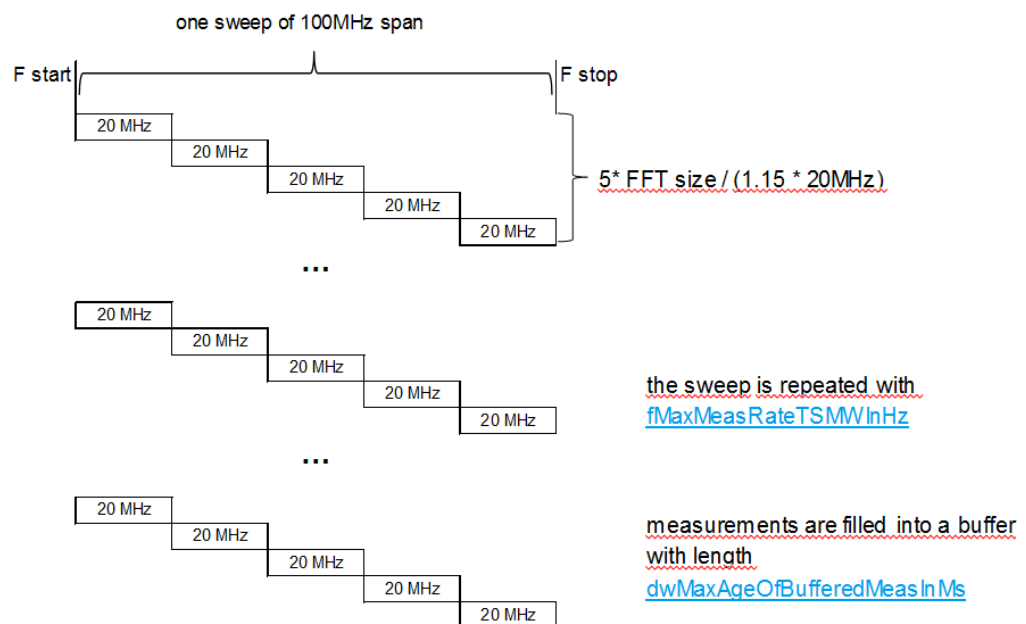 one sweep of 100MHz span
F start
F stop
20 MHz
20 MHz
20 MHz
20 MHz
20 MHz
5* FFT size / (1.15 * 20MHz)
...
20 MHz
20 MHz
20 MHz
20 MHz
20 MHz
the sweep is repeated with
fMaxMeasRateTSMWInHz
...
20 MHz
20 MHz
20 MHz
20 MHz
20 MHz
measurements are filled into a buffer
with length
dwMaxAgeOfBufferedMeasInMs